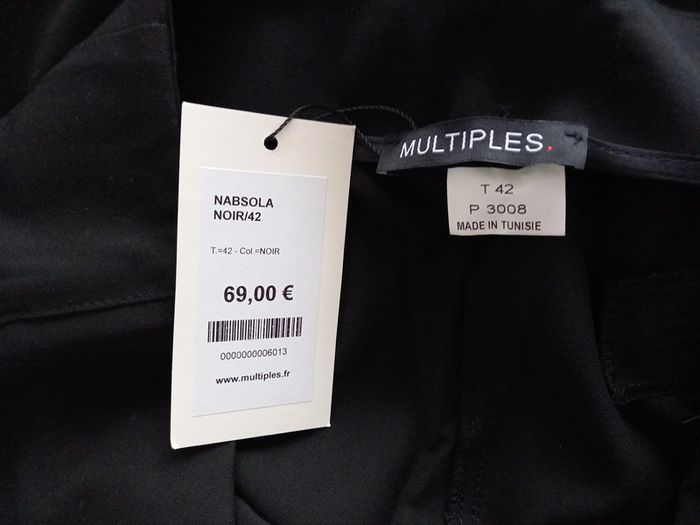 NABSOLA
NOIR/42
T.=42 - Col.=NOIR
69,00 €
0000000006013
www.multiples.fr
MULTIPLES.
T 42
P 3008
MADE IN TUNISIE